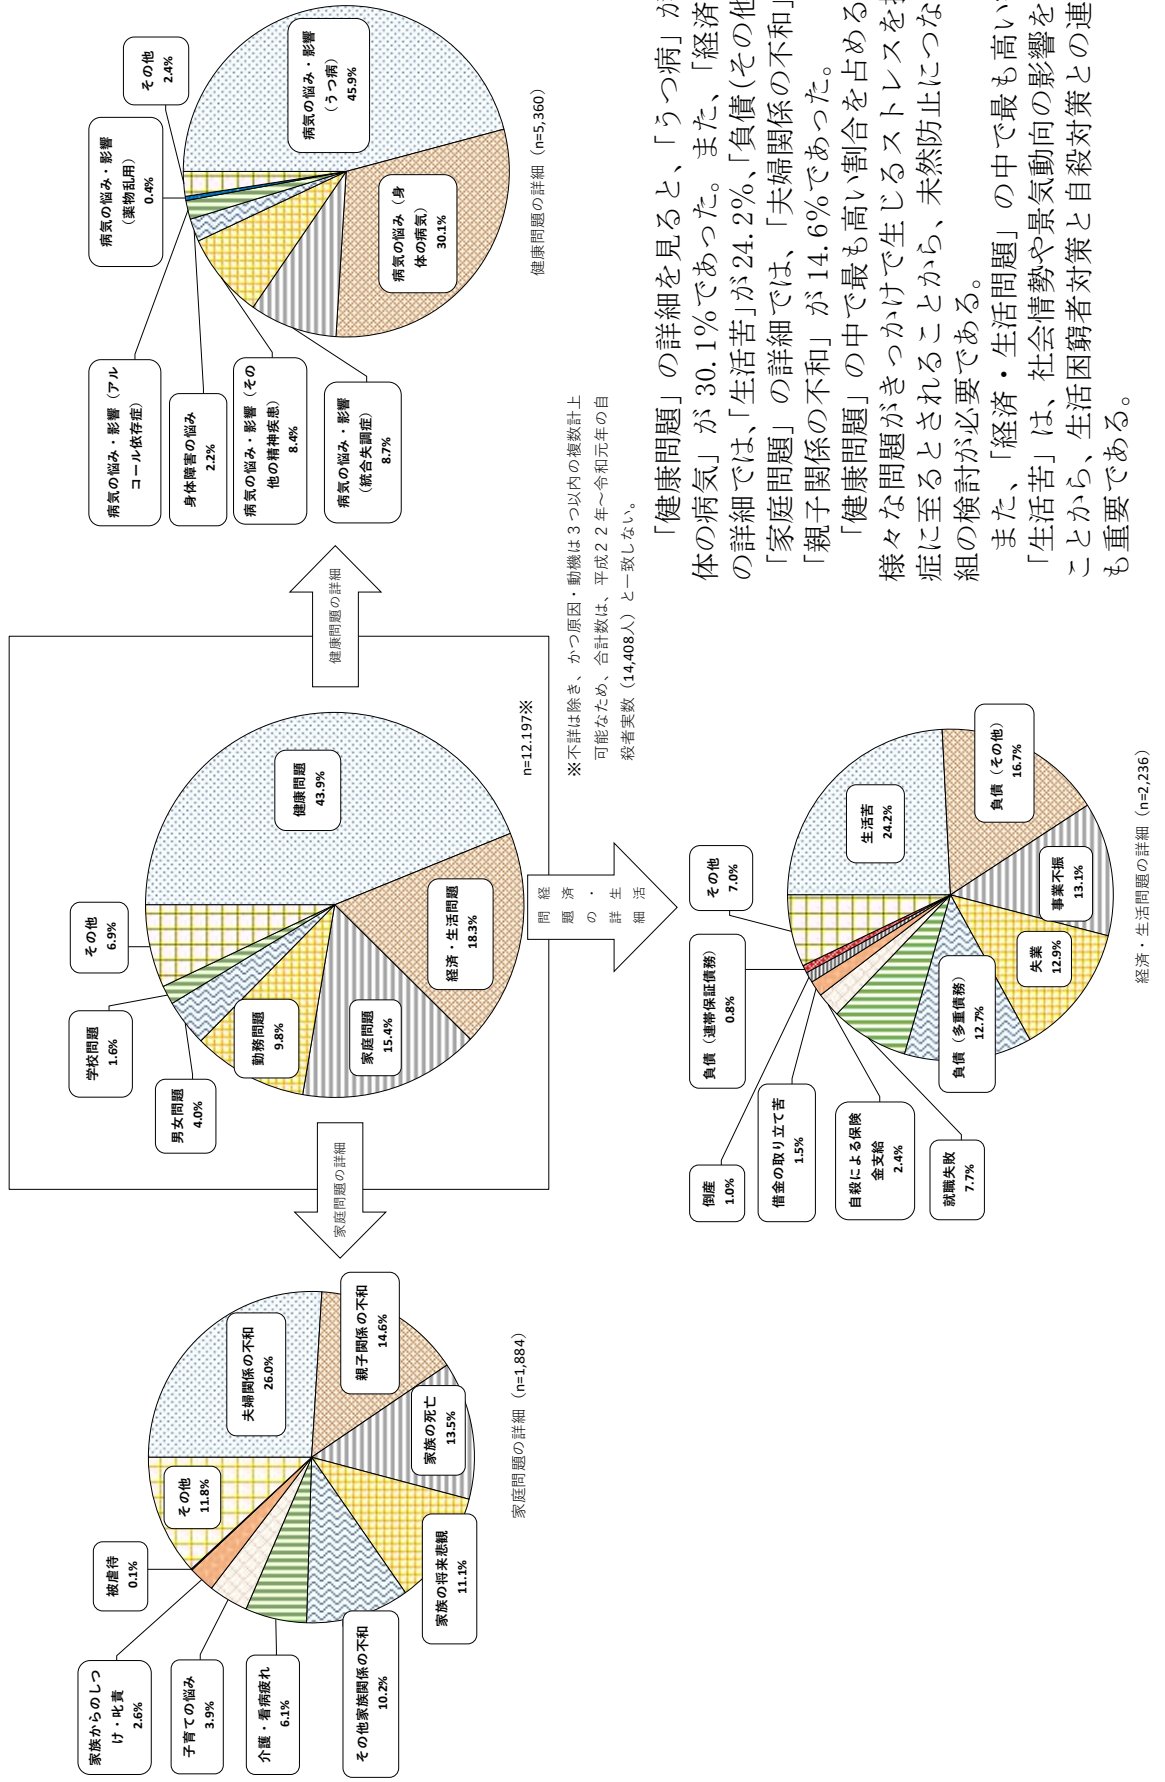 被虐待
0.1%
家族からのしつ
け・叱責
2.6%
子育ての悩み
3.9%
介護・看病疲れ
6.1%
その他家族関係の不和
10.2%
家族の将来悲観
11.1%
家族の死亡
13.5%
親子関係の不和
14.6%
夫婦関係の不和
26.0%
その他
11.8%
家庭問題の詳細（n=1,884）
家庭問題の詳細
その他
6.9%
学校問題
1.6%
男女問題
4.0%
勤務問題
9.8%
家庭問題
15.4%
経済・生活問題
18.3%
健康問題
43.9%
n=12.197※
※不詳は除き、かつ原因・動機は３つ以内の複数計上
可能なため、合計数は、平成２２年～令和元年の自
殺者実数（14,408人）と一致しない。
健康問題の詳細
病気の悩み・影響
（薬物乱用）
0.4%
その他
2.4%
病気の悩み・影響（アル
コール依存症）
身体障害の悩み
2.2%
病気の悩み・影響（その
他の精神疾患）
8.4%
病気の悩み・影響
（統合失調症）
8.7%
病気の悩み（身
体の病気）
30.1%
病気の悩み・影響
（うつ病）
45.9%
健康問題の詳細（n=5,360）
経済・生活
問題の詳細
その他
7.0%
負債（連帯保証債務）
0.8%
倒産
1.0%
借金の取り立て苦
1.5%
自殺による保険
金支給
2.4%
就職失敗
7.7%
負債（多重債務）
12.7%
失業
12.9%
事業不振
13.1%
負債（その他）
16.7%
生活苦
24.2%
経済・生活問題の詳細（n=2,236）
「健康問題」の詳細を見ると、「うつ病」が
体の病気」が 30.1％であった。また、「経済
の詳細では、「生活苦」が 24.2％、「負債（その他
「家庭問題」の詳細では、「夫婦関係の不和」
「親子関係の不和」が 14.6％であった。
「健康問題」の中で最も高い割合を占める
様々な問題がきっかけで生じるストレスを
症に至るとされることから、未然防止につな
組の検討が必要である。
また、「経済・生活問題」の中で最も高い
「生活苦」は、社会情勢や景気動向の影響を
ことから、生活困窮者対策と自殺対策との連
も重要である。